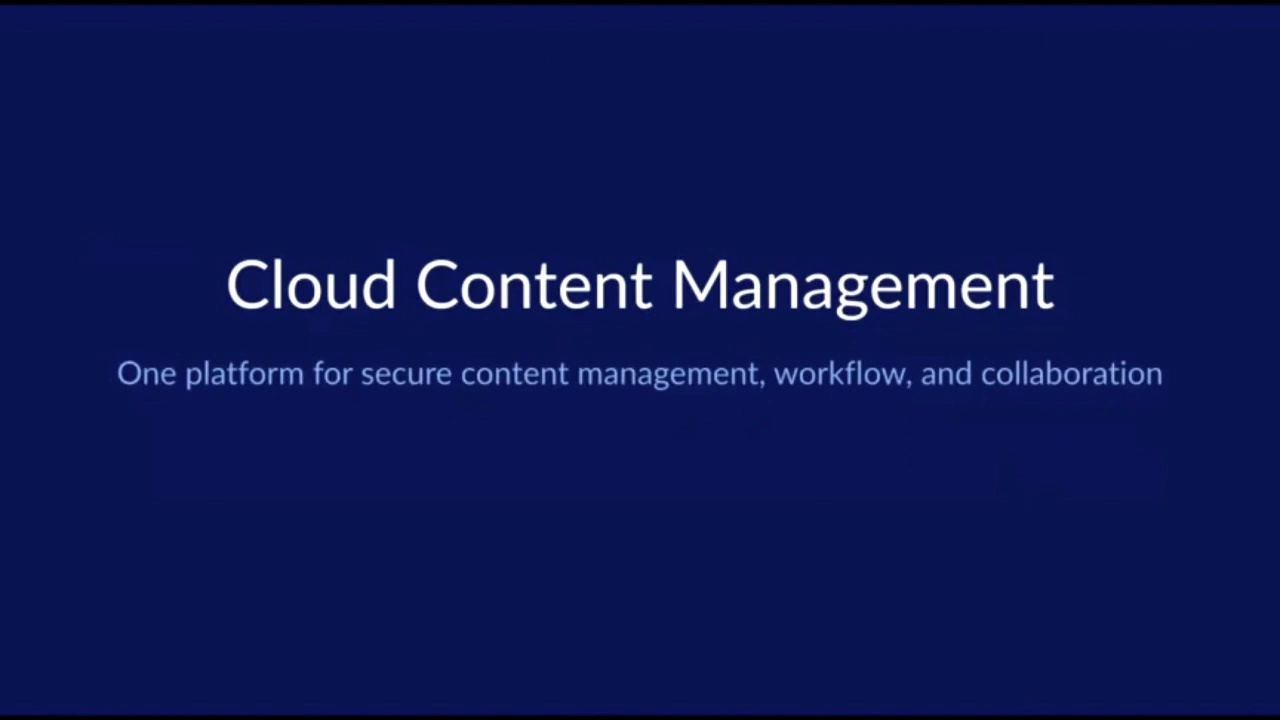 Cloud Content Management
One platform for secure content management, workflow, and collaboration